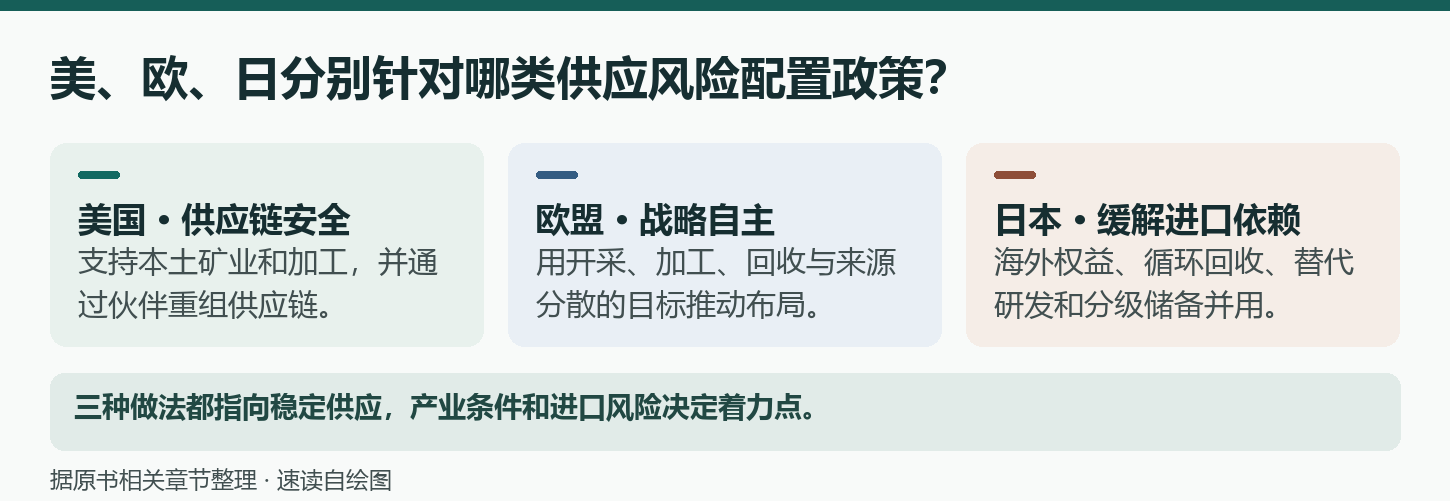 美、欧、日分别针对哪类供应风险配置政策?
美国·供应链安全
支持本土矿业和加工，并通
过伙伴重组供应链。
欧盟·战略自主
用开采、加工、回收与来源
分散的目标推动布局。
日本·缓解进口依赖
海外权益、循环回收、替代
研发和分级储备并用。
三种做法都指向稳定供应，产业条件和进口风险决定着力点。
据原书相关章节整理·速读自绘图